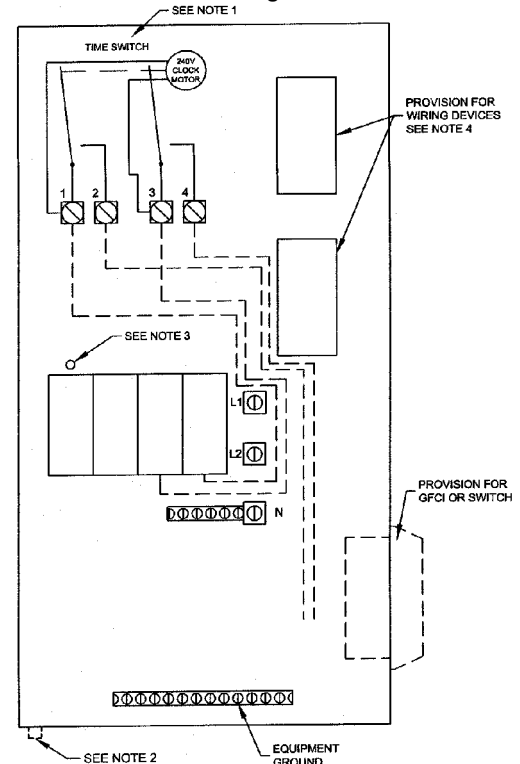 SEE NOTE 1
TIME SWITCH
240V
CLOCK
MOTOR
PROVISION FOR
WIRING DEVICES
SEE NOTE 4
1
2
3
4
SEE NOTE 3
L1
L2
N
PROVISION FOR
GFCI OR SWITCH
SEE NOTE 2
EQUIPMENT
GROUND